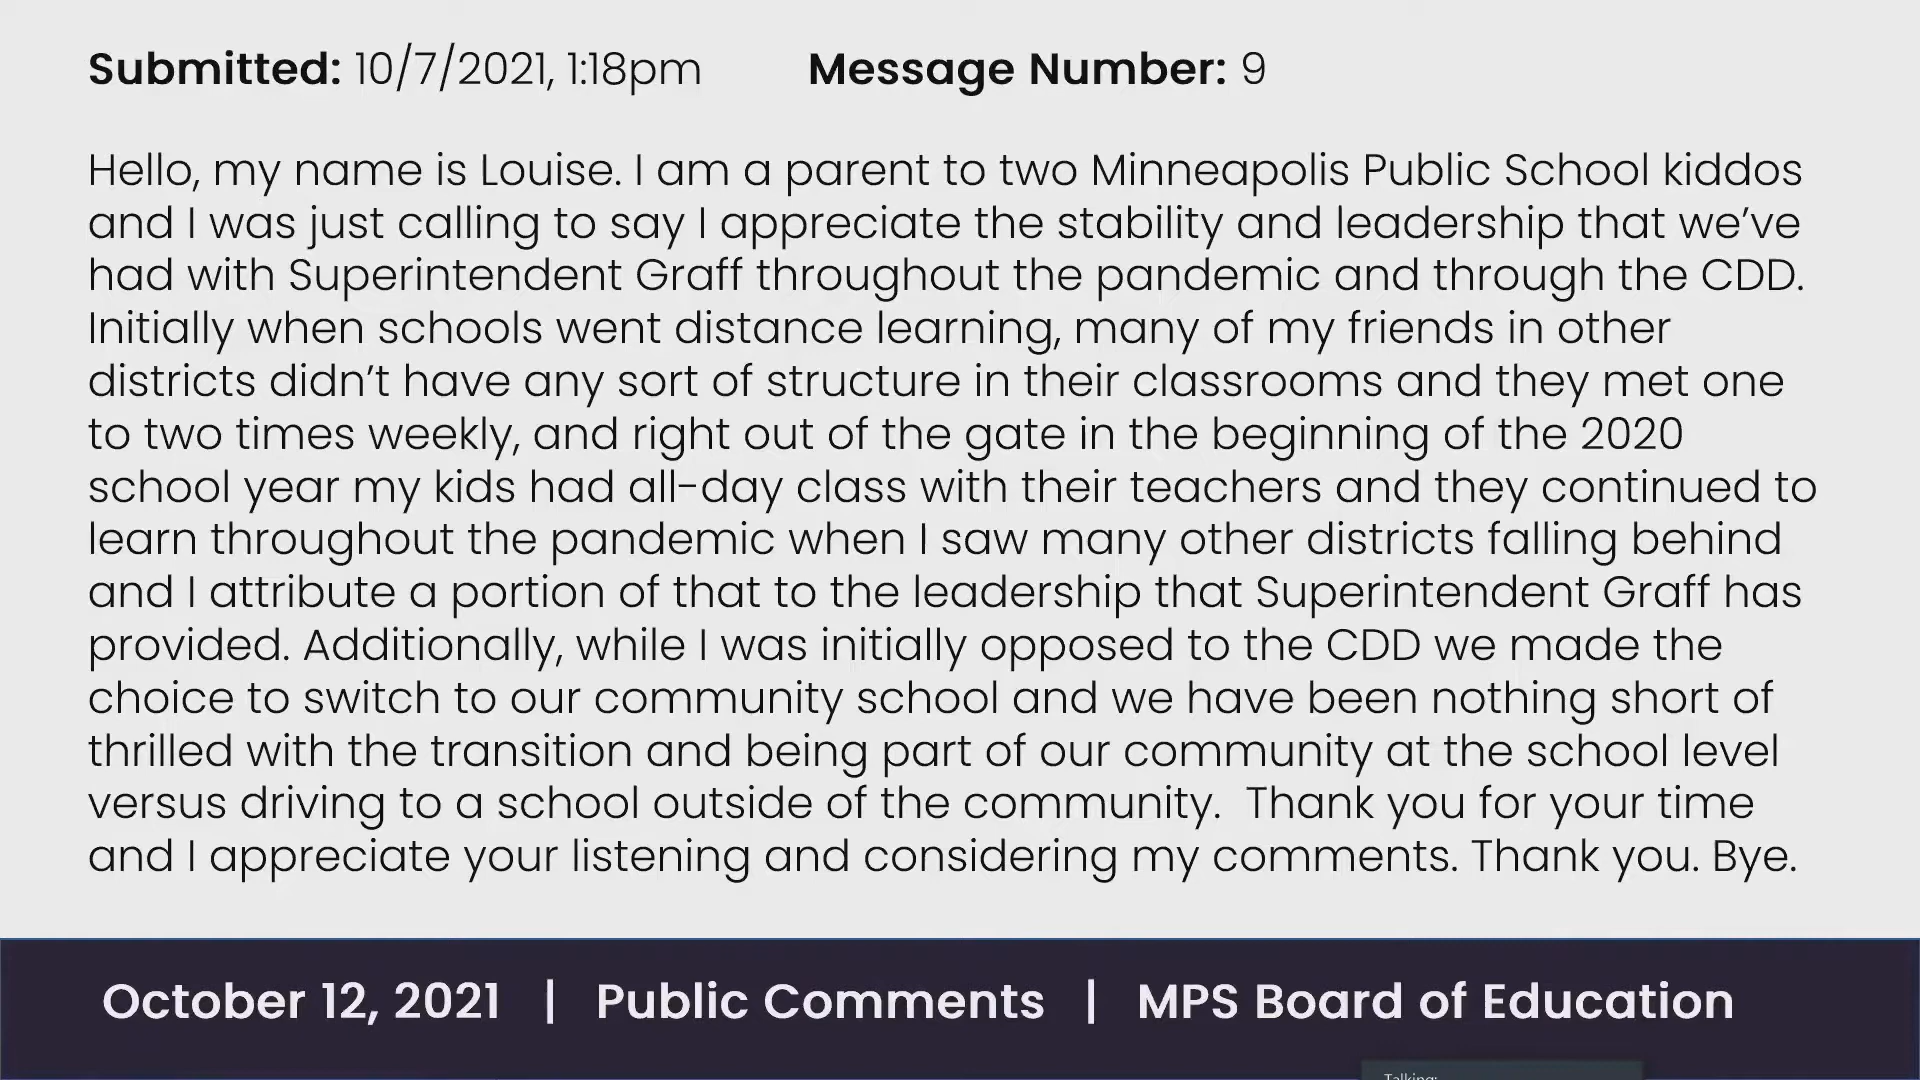 Submitted: 10/7/2021, 1:18pm Message Number: 9
Hello, my name is Louise. I am a parent to two Minneapolis Public School kiddos
and I was just calling to say I appreciate the stability and leadership that we’ve
had with Superintendent Graff throughout the pandemic and through the CDD.
Initially when schools went distance learning, many of my friends in other
districts didn’t have any sort of structure in their classrooms and they met one
to two times weekly, and right out of the gate in the beginning of the 2020
school year my kids had all-day class with their teachers and they continued to
learn throughout the pandemic when I saw many other districts falling behind
and I attribute a portion of that to the leadership that Superintendent Graff has
provided. Additionally, while I was initially opposed to the CDD we made the
choice to switch to our community school and we have been nothing short of
thrilled with the transition and being part of our community at the school level
versus driving to a school outside of the community.  Thank you for your time
and I appreciate your listening and considering my comments. Thank you. Bye.
October 12, 2021 | Public Comments | MPS Board of Education
Talking: